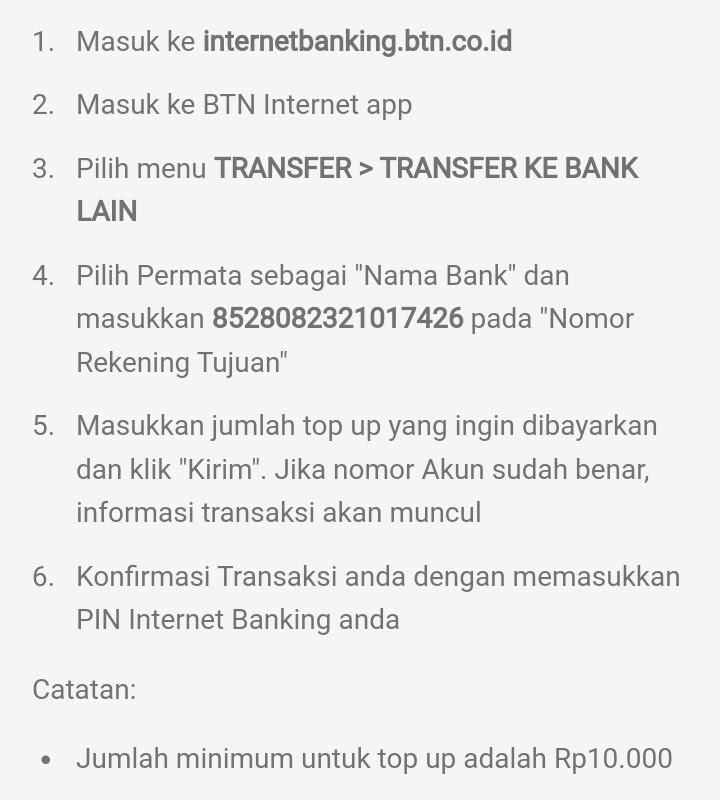 1. Masuk ke internetbanking.btn.co.id
2. Masuk ke BTN Internet app
3. Pilih menu TRANSFER > TRANSFER KE BANK
LAIN
4. Pilih Permata sebagai "Nama Bank" dan
masukkan 8528082321017426 pada "Nomor
Rekening Tujuan"
5. Masukkan jumlah top up yang ingin dibayarkan
dan klik "Kirim". Jika nomor Akun sudah benar,
informasi transaksi akan muncul
6. Konfirmasi Transaksi anda dengan memasukkan
PIN Internet Banking anda
Catatan:
• Jumlah minimum untuk top up adalah Rp10.000